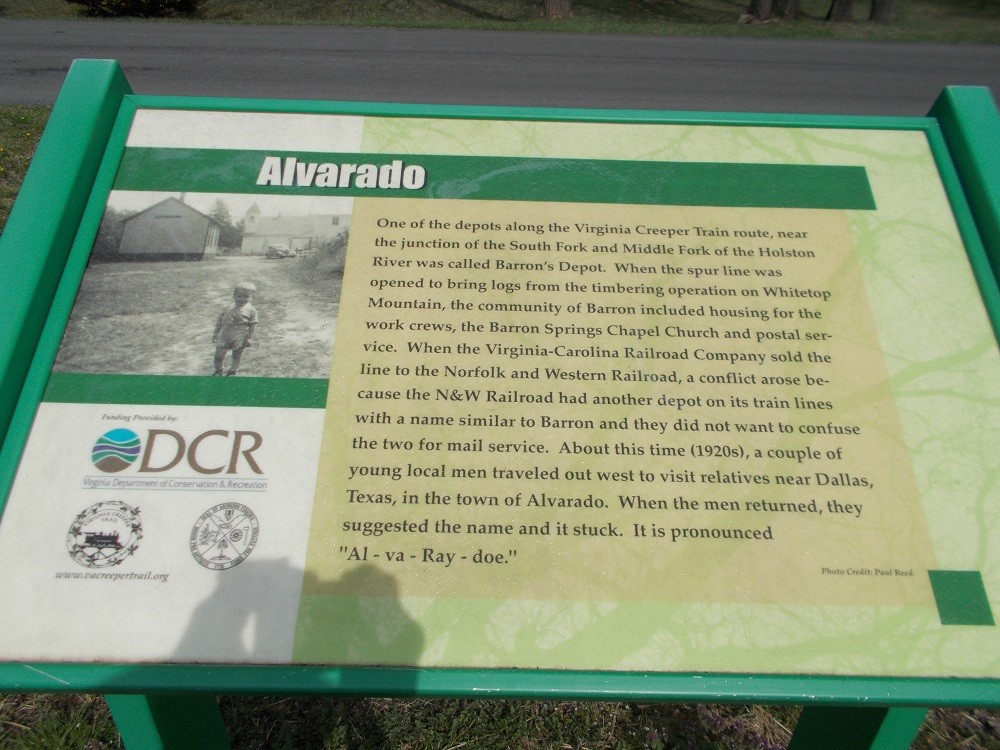 Alvarado
One of the depots along the Virginia Creeper Train route, near
the junction of the South Fork and Middle Fork of the Holston
River was called Barron's Depot. When the spur line was
opened to bring logs from the timbering operation on Whitetop
Mountain, the community of Barron included housing for the
work crews, the Barron Springs Chapel Church and postal ser-
vice. When the Virginia-Carolina Railroad Company sold the
line to the Norfolk and Western Railroad, a conflict arose be-
cause the N&W Railroad had another depot on its train lines
with a name similar to Barron and they did not want to confuse
the two for mail service. About this time (1920s), a couple of
young local men traveled out west to visit relatives near Dallas,
Texas, in the town of Alvarado. When the men returned, they
suggested the name and it stuck. It is pronounced
"Al - va - Ray - doe."
Photo Credit: Paul Reed
Funding Provided by:
DCR
Virginia Department of Conservation & Recreation
VIRGINIA CREEPER
TRAIL
www.vacreepertrail.org